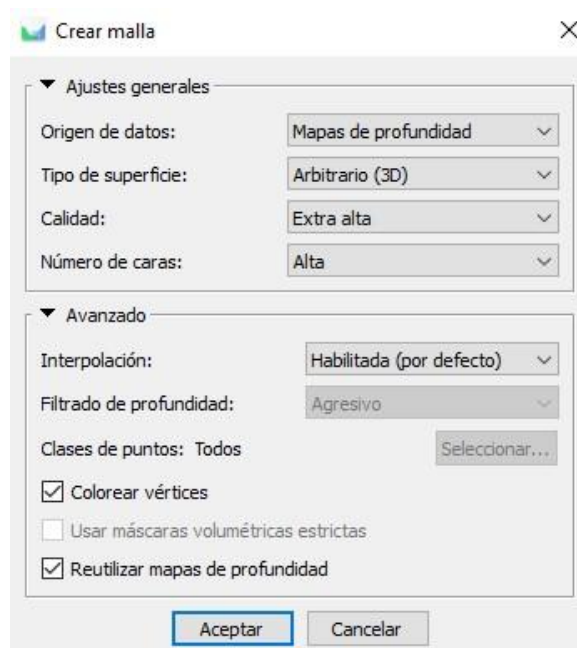 Crear malla
Ajustes generales
Origen de datos: Mapas de profundidad
Tipo de superficie: Arbitrario (3D)
Calidad: Extra alta
Número de caras: Alta
Avanzado
Interpolación: Habilitada (por defecto)
Filtrado de profundidad: Agresivo
Clases de puntos: Todos Seleccionar...
Colorear vértices
Usar máscaras volumétricas estrictas
Reutilizar mapas de profundidad
Aceptar Cancelar